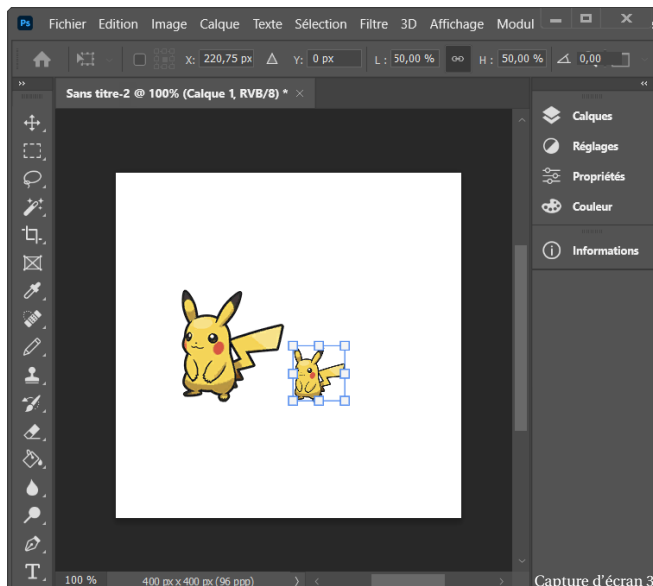 Ps Fichier Edition Image Calque Texte Sélection Filtre 3D Affichage Modul
X: 220,75 px Δ Y: 0 px L : 50,00 % H : 50,00 % 0,00
Sans titre-2 @ 100% (Calque 1, RVB/8) * ×
Calques
Réglages
Propriétés
Couleur
Informations
T
100 % 400 px x 400 px (96 ppp)
Capture d'écran 3